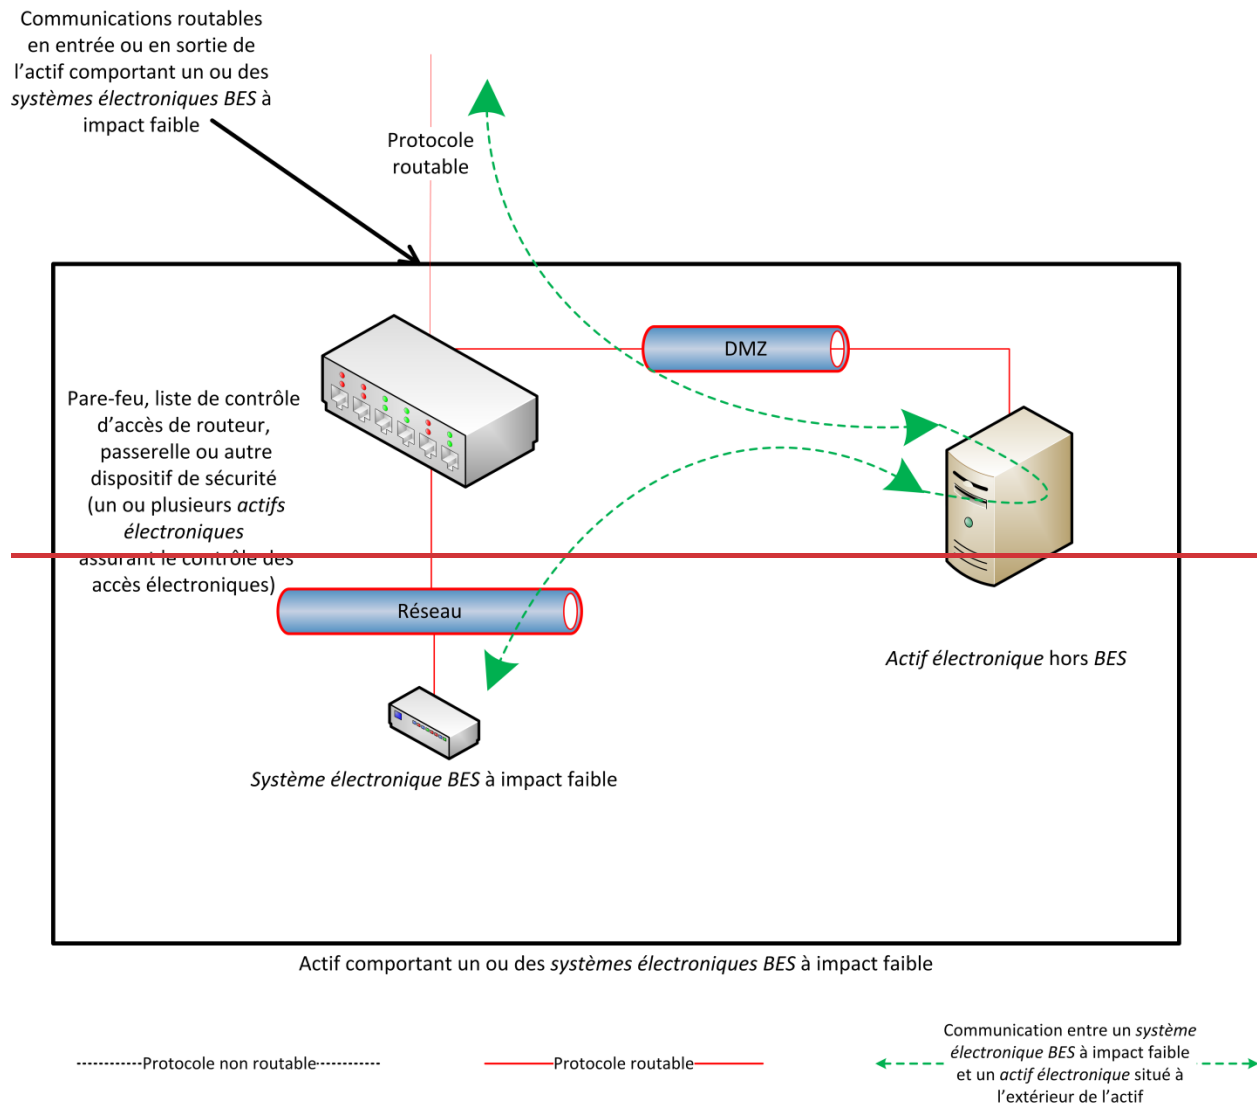 Communications routables
en entrée ou en sortie de
l’actif comportant un ou des
systèmes électroniques BES à
impact faible
Protocole
routable
DMZ
Pare-feu, liste de contrôle
d’accès de routeur,
passerelle ou autre
dispositif de sécurité
(un ou plusieurs actifs
électroniques
assurant le contrôle des
accès électroniques)
Réseau
Actif électronique hors BES
Système électronique BES à impact faible
Actif comportant un ou des systèmes électroniques BES à impact faible
Protocole non routable
Protocole routable
Communication entre un système
électronique BES à impact faible
et un actif électronique situé à
l’extérieur de l’actif